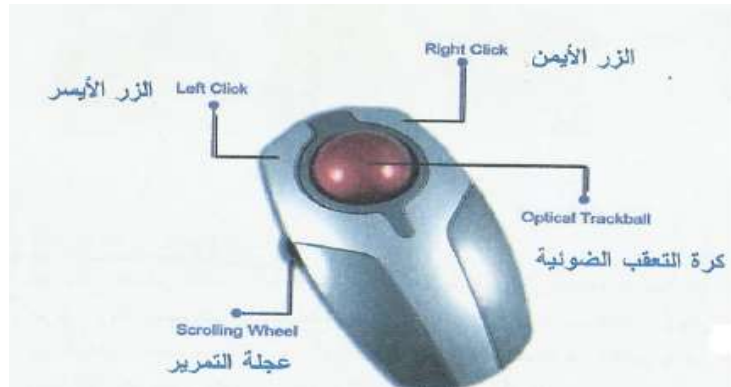 Right Click الزر الأيمن
الزر الأيسر Left Click
Optical Trackball
كرة التعقب الضوئية
Scrolling Wheel
عجلة التمرير